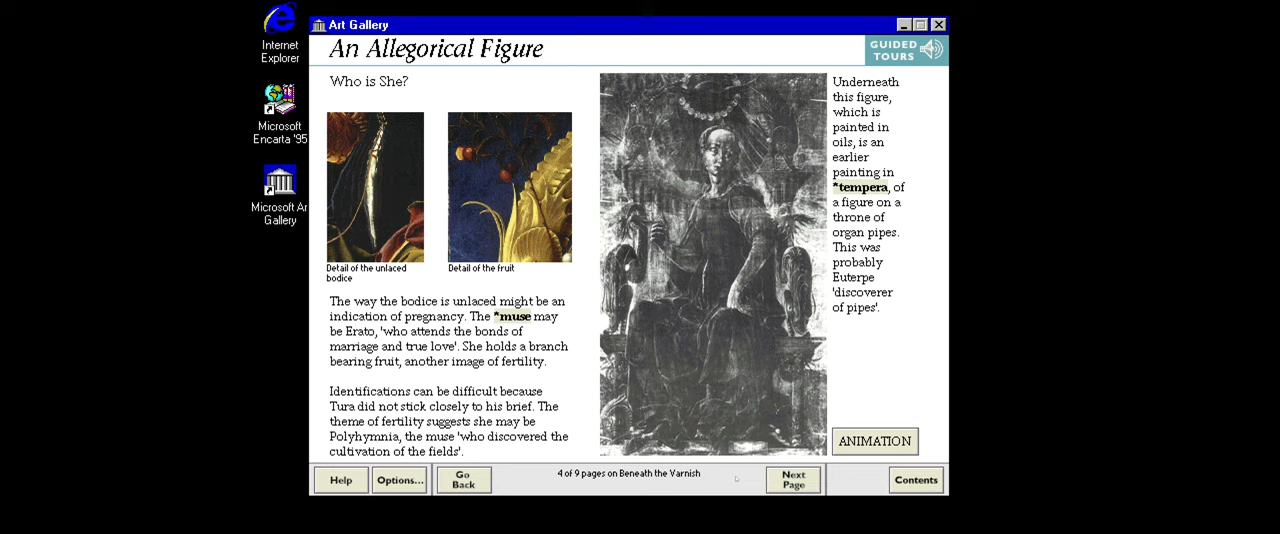 Internet
Explorer
Microsoft
Encarta '95
Microsoft Ar
Gallery
Art Gallery
An Allegorical Figure
GUIDED
TOURS
Who is She?
Detail of the unlaced
bodice
Detail of the fruit
The way the bodice is unlaced might be an
indication of pregnancy. The *muse may
be Erato, 'who attends the bonds of
marriage and true love'. She holds a branch
bearing fruit, another image of fertility.
Identifications can be difficult because
Tura did not stick closely to his brief. The
theme of fertility suggests she may be
Polyhymnia, the muse 'who discovered the
cultivation of the fields'.
Underneath
this figure,
which is
painted in
oils, is an
earlier
painting in
*tempera, of
a figure on a
throne of
organ pipes.
This was
probably
Euterpe
'discoverer
of pipes'.
ANIMATION
Help
Options...
Go
Back
4 of 9 pages on Beneath the Varnish
Next
Page
Contents